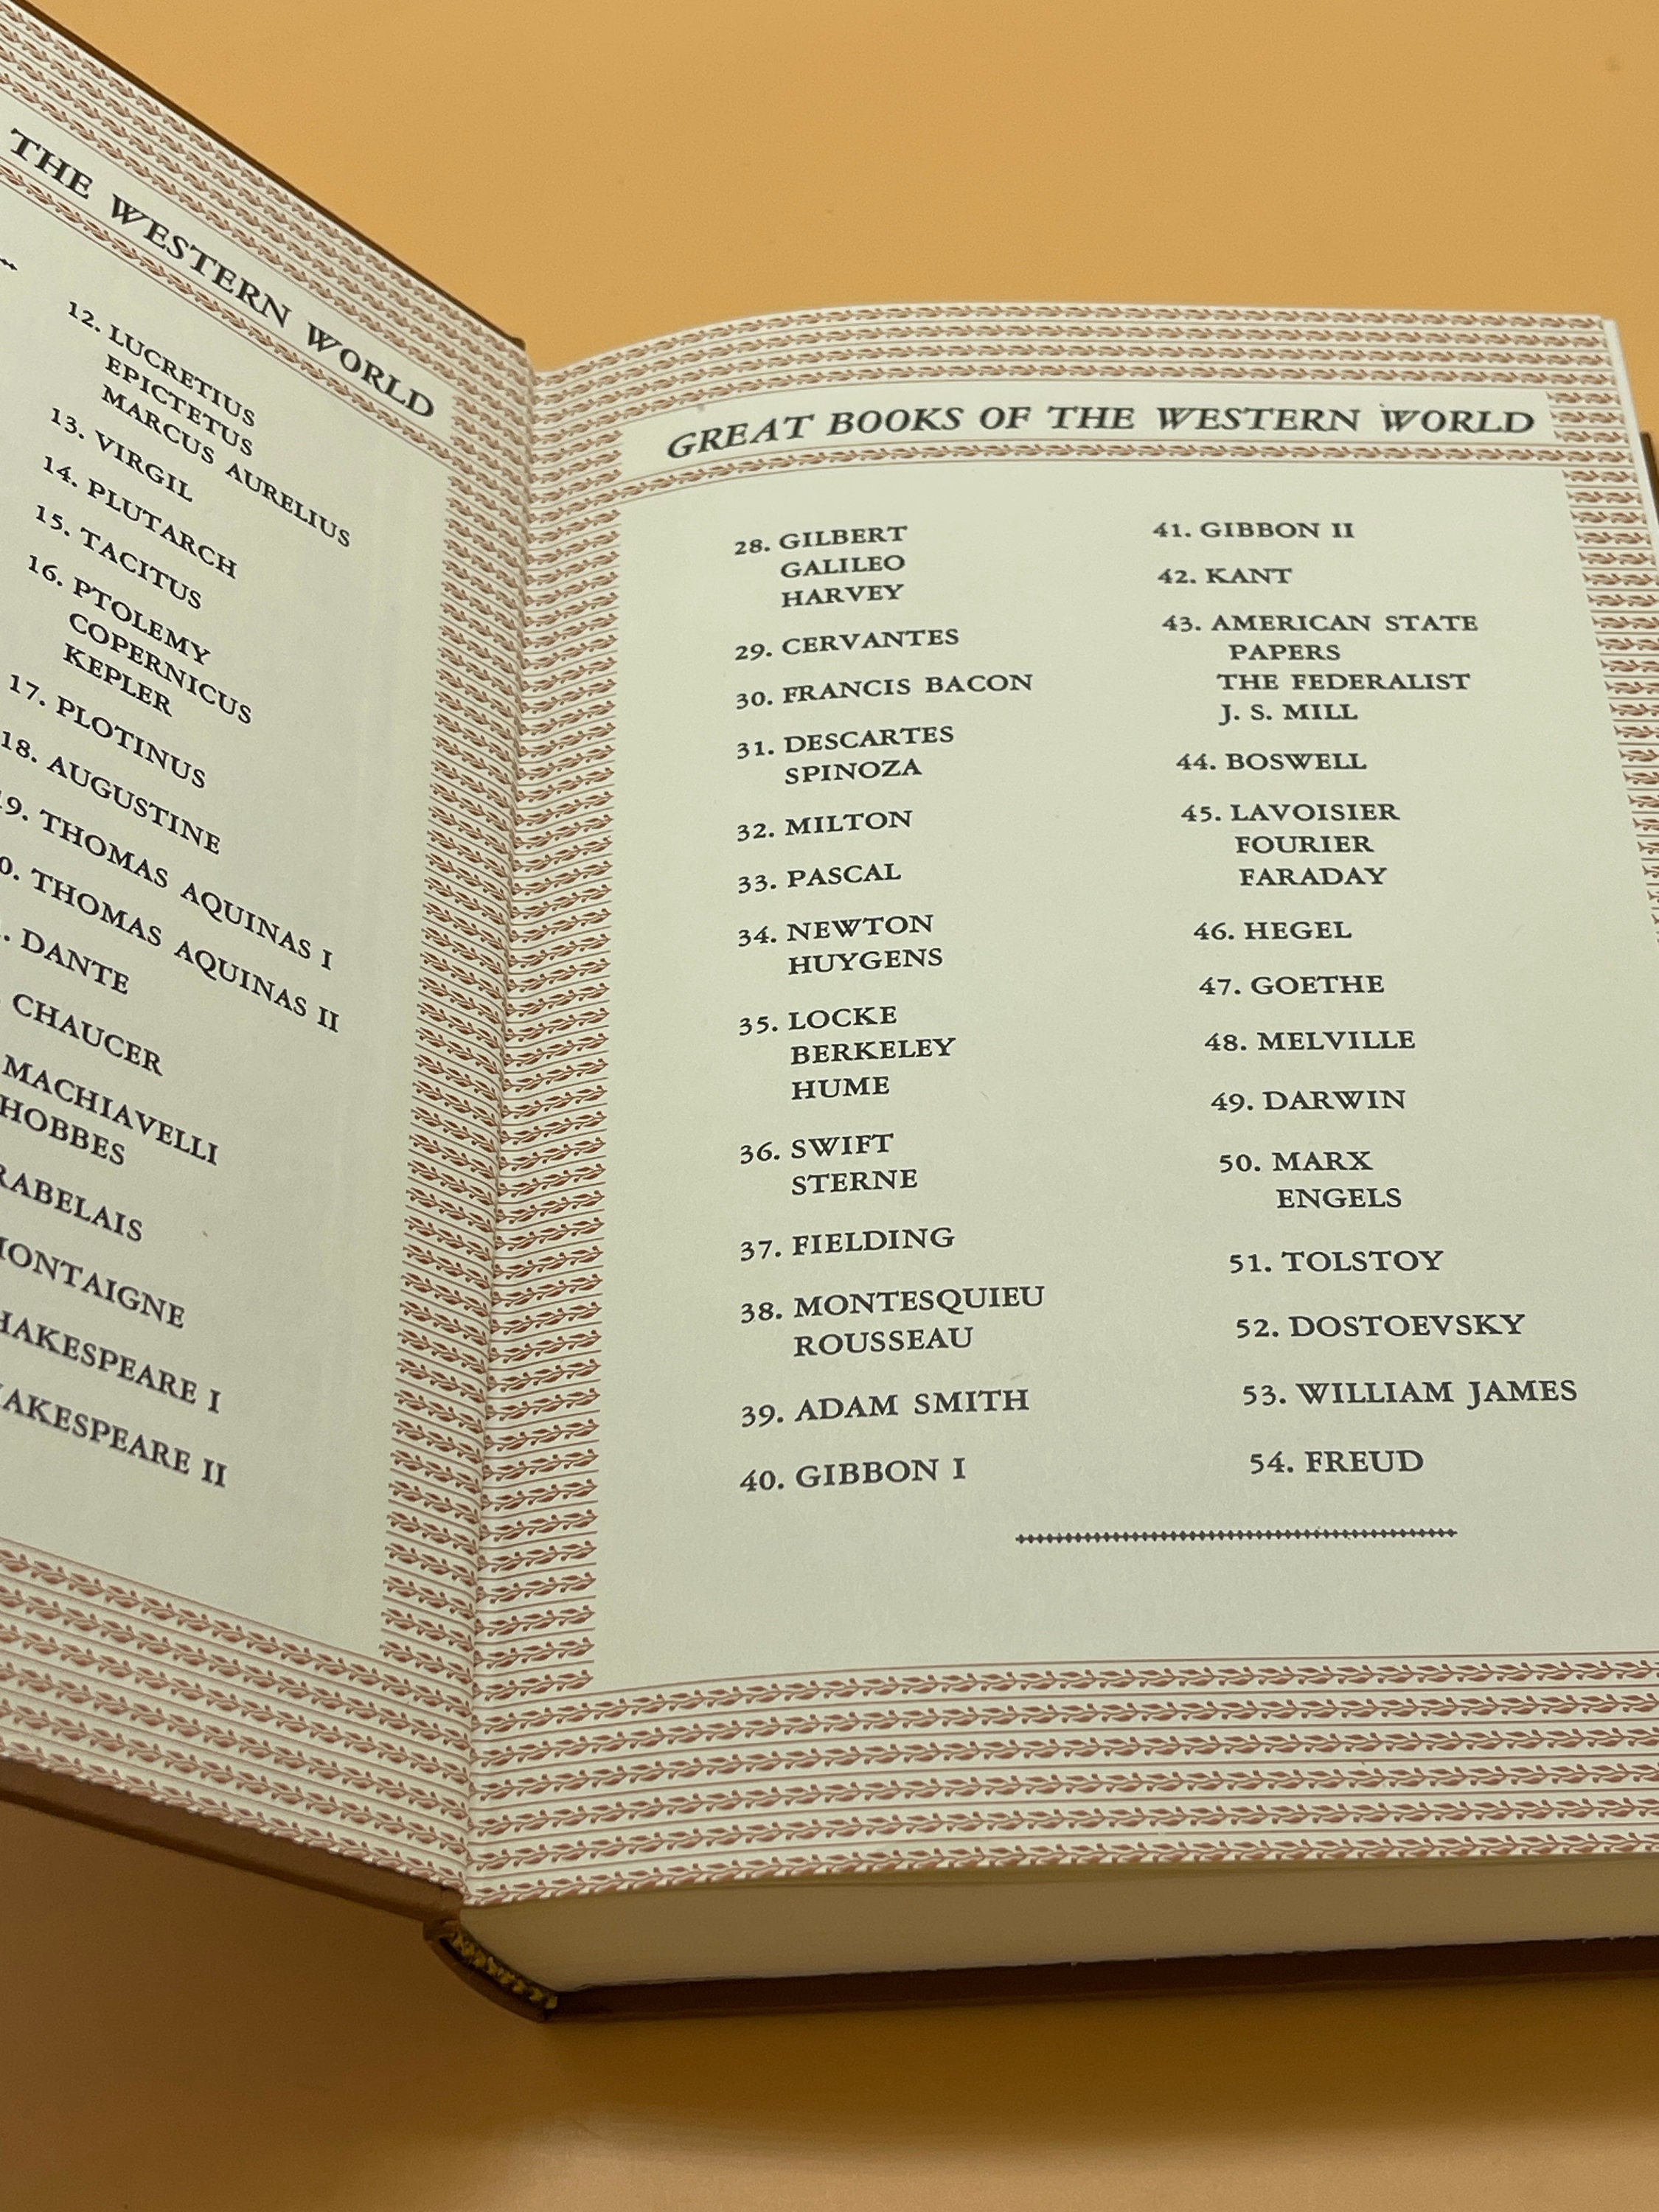 THE WESTERN WORLD
12. LUCRETIUS
EPICTETUS
MARCUS AURELIUS
13. VIRGIL
14. PLUTARCH
15. TACITUS
16. PTOLEMY
COPERNICUS
KEPLER
17. PLOTINUS
18. AUGUSTINE
19. THOMAS AQUINAS I
0. THOMAS AQUINAS II
. DANTE
CHAUCER
MACHIAVELLI
HOBBES
RABELAIS
MONTAIGNE
HAKESPEARE I
AKESPEARE II
GREAT BOOKS OF THE WESTERN WORLD
28. GILBERT
GALILEO
HARVEY
29. CERVANTES
30. FRANCIS BACON
31. DESCARTES
SPINOZA
32. MILTON
33. PASCAL
34. NEWTON
HUYGENS
35. LOCKE
BERKELEY
HUME
36. SWIFT
STERNE
37. FIELDING
38. MONTESQUIEU
ROUSSEAU
39. ADAM SMITH
40. GIBBON I
41. GIBBON II
42. KANT
43. AMERICAN STATE
PAPERS
THE FEDERALIST
J. S. MILL
44. BOSWELL
45. LAVOISIER
FOURIER
FARADAY
46. HEGEL
47. GOETHE
48. MELVILLE
49. DARWIN
50. MARX
ENGELS
51. TOLSTOY
52. DOSTOEVSKY
53. WILLIAM JAMES
54. FREUD